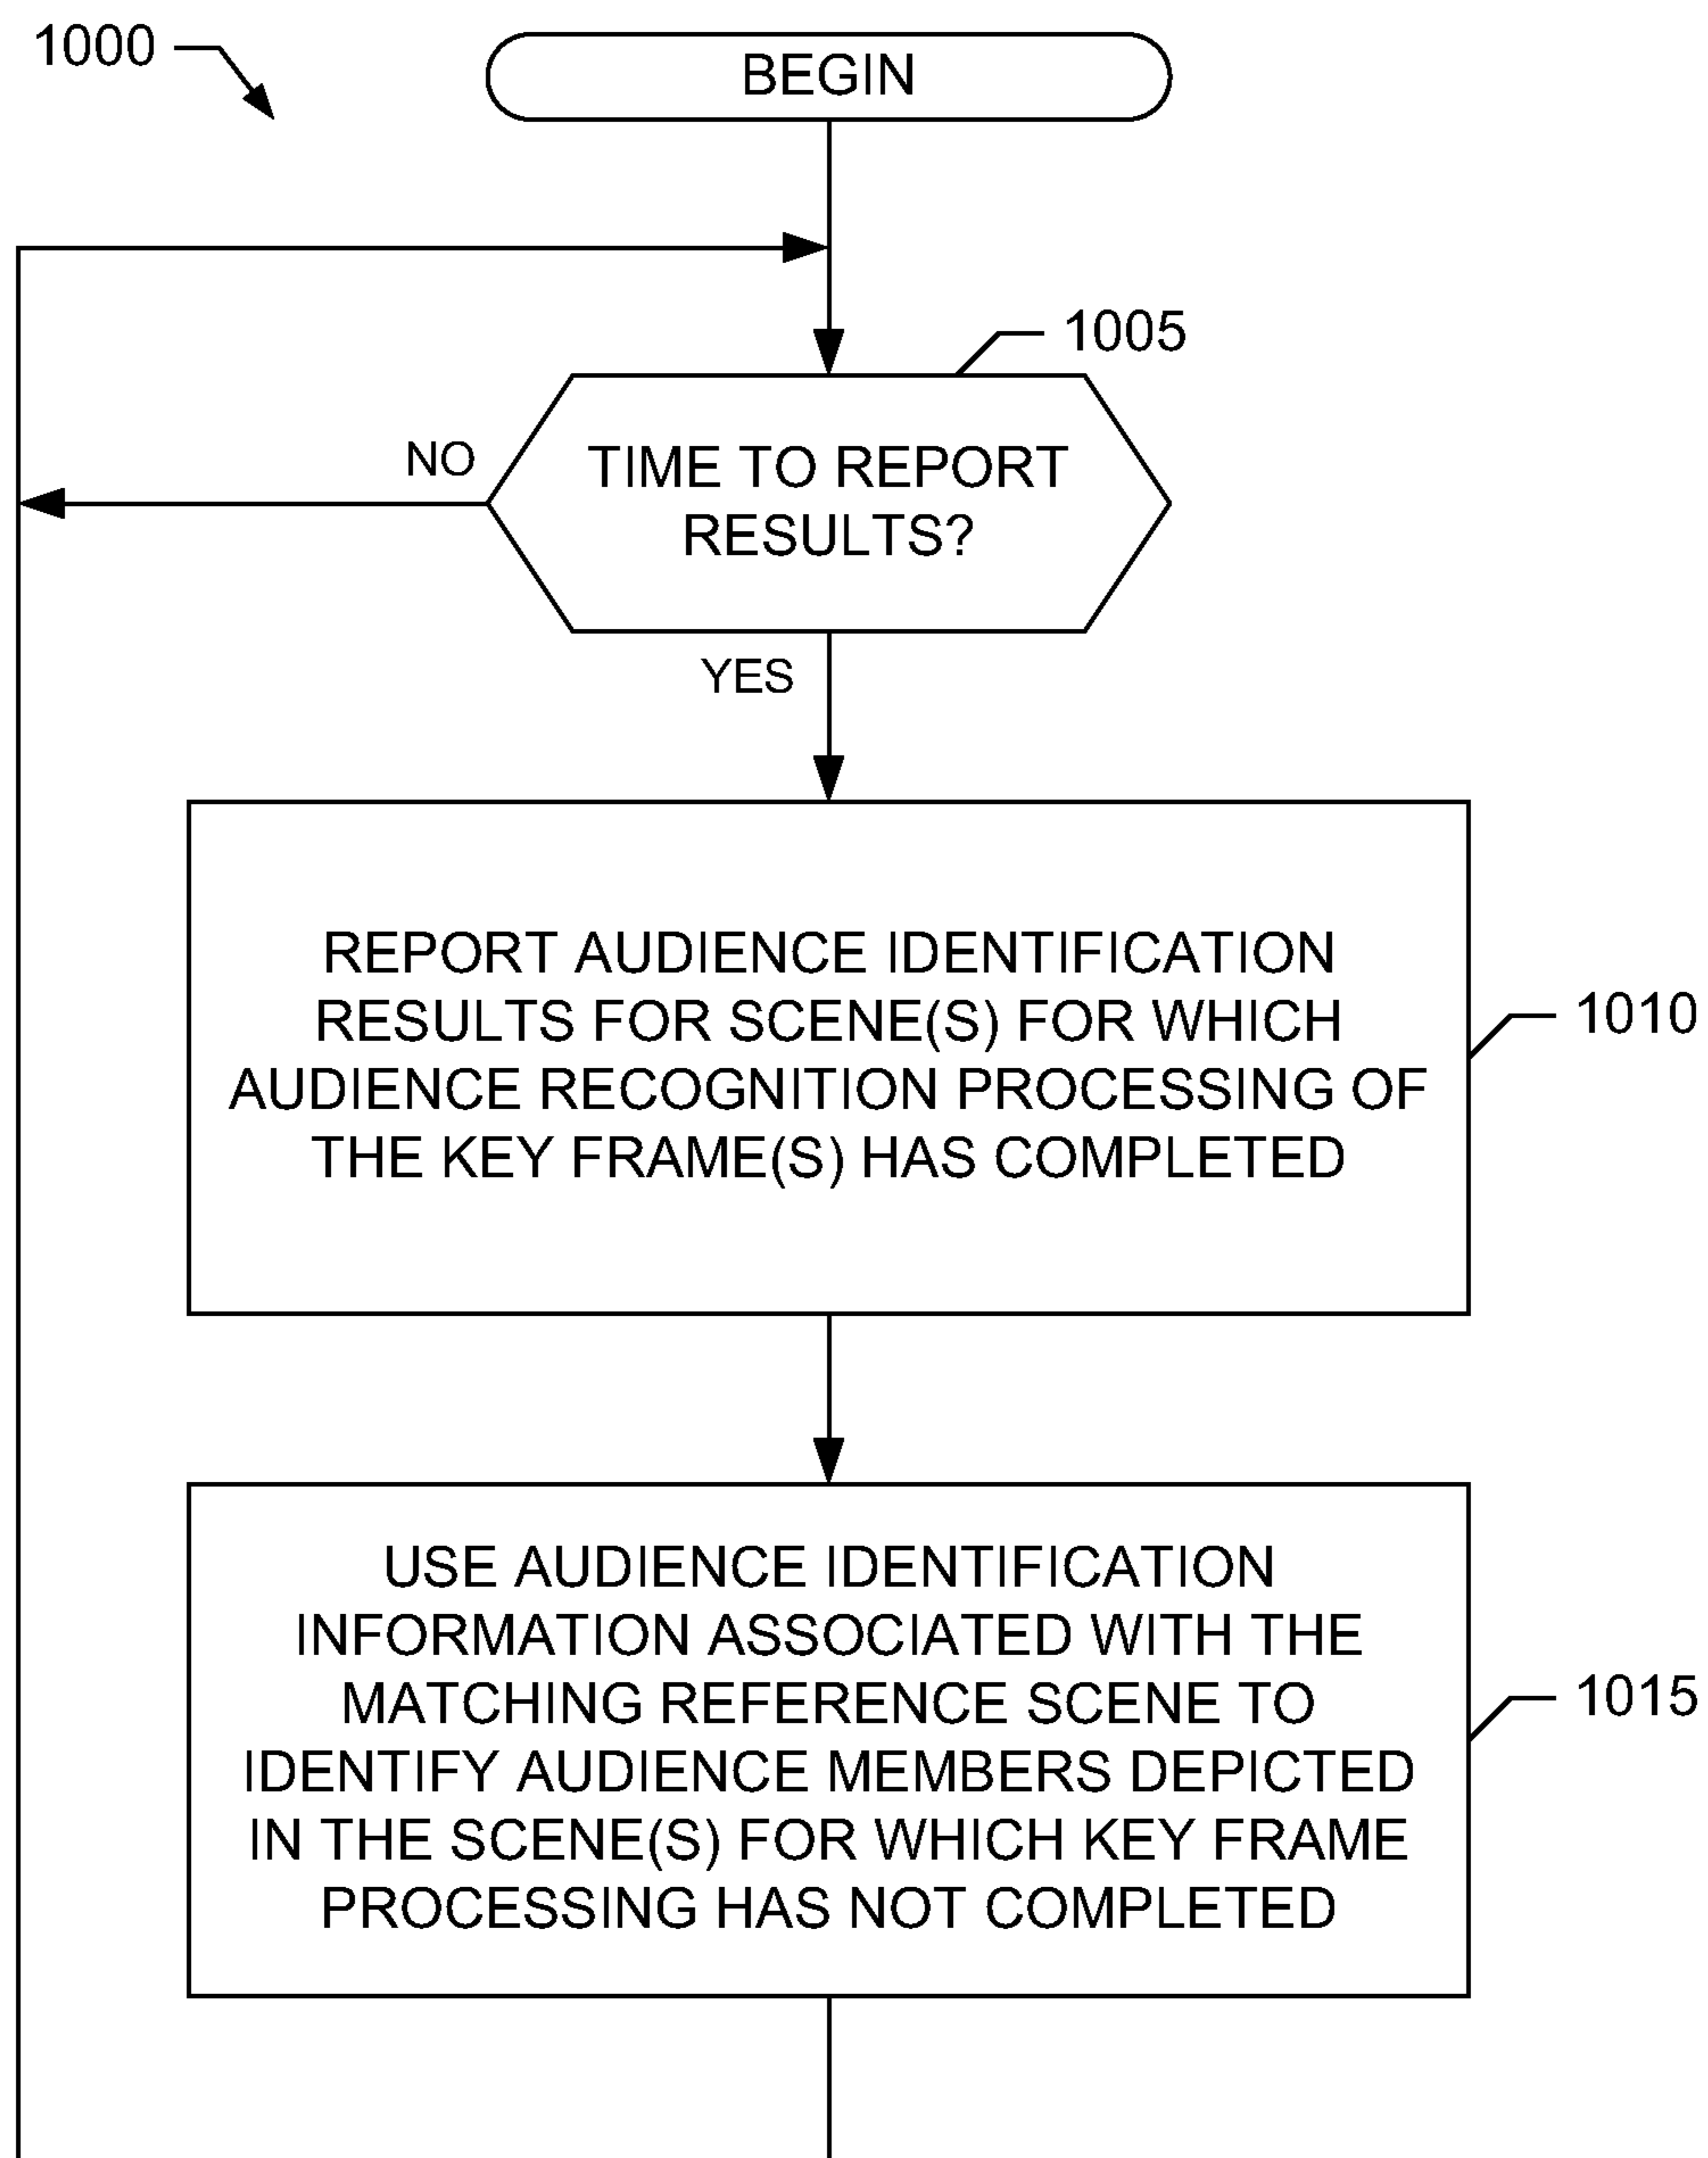 1000
BEGIN
1005
TIME TO REPORT
RESULTS?
NO
YES
REPORT AUDIENCE IDENTIFICATION
RESULTS FOR SCENE(S) FOR WHICH
AUDIENCE RECOGNITION PROCESSING OF
THE KEY FRAME(S) HAS COMPLETED
1010
USE AUDIENCE IDENTIFICATION
INFORMATION ASSOCIATED WITH THE
MATCHING REFERENCE SCENE TO
IDENTIFY AUDIENCE MEMBERS DEPICTED
IN THE SCENE(S) FOR WHICH KEY FRAME
PROCESSING HAS NOT COMPLETED
1015